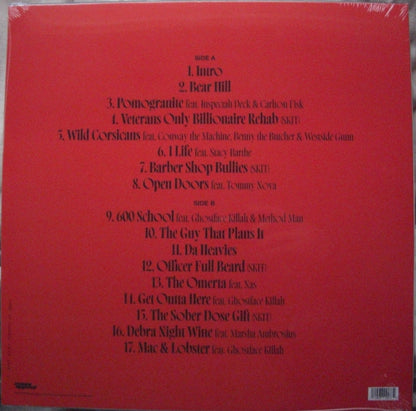 SIDE A
1. Intro
2. Bear Hill
3. Pomogranite feat. Inspectah Deck & Carlton Fisk
4. Veterans Only Billionaire Rehab (SKIT)
5. Wild Corsicans feat. Conway the Machine, Benny the Butcher & Westside Gunn
6. 1 Life feat. Stacy Barthe
7. Barber Shop Bullies (SKIT)
8. Open Doors feat. Tommy Nova
SIDE B
9. 600 School feat. Ghostface Killah & Method Man
10. The Guy That Plans It
11. Da Heavies
12. Officer Full Beard (SKIT)
13. The Omerta feat. Nas
14. Get Outta Here feat. Ghostface Killah
15. The Sober Dose Gift (SKIT)
16. Debra Night Wine feat. Marsha Ambrosius
17. Mac & Lobster feat. Ghostface Killah